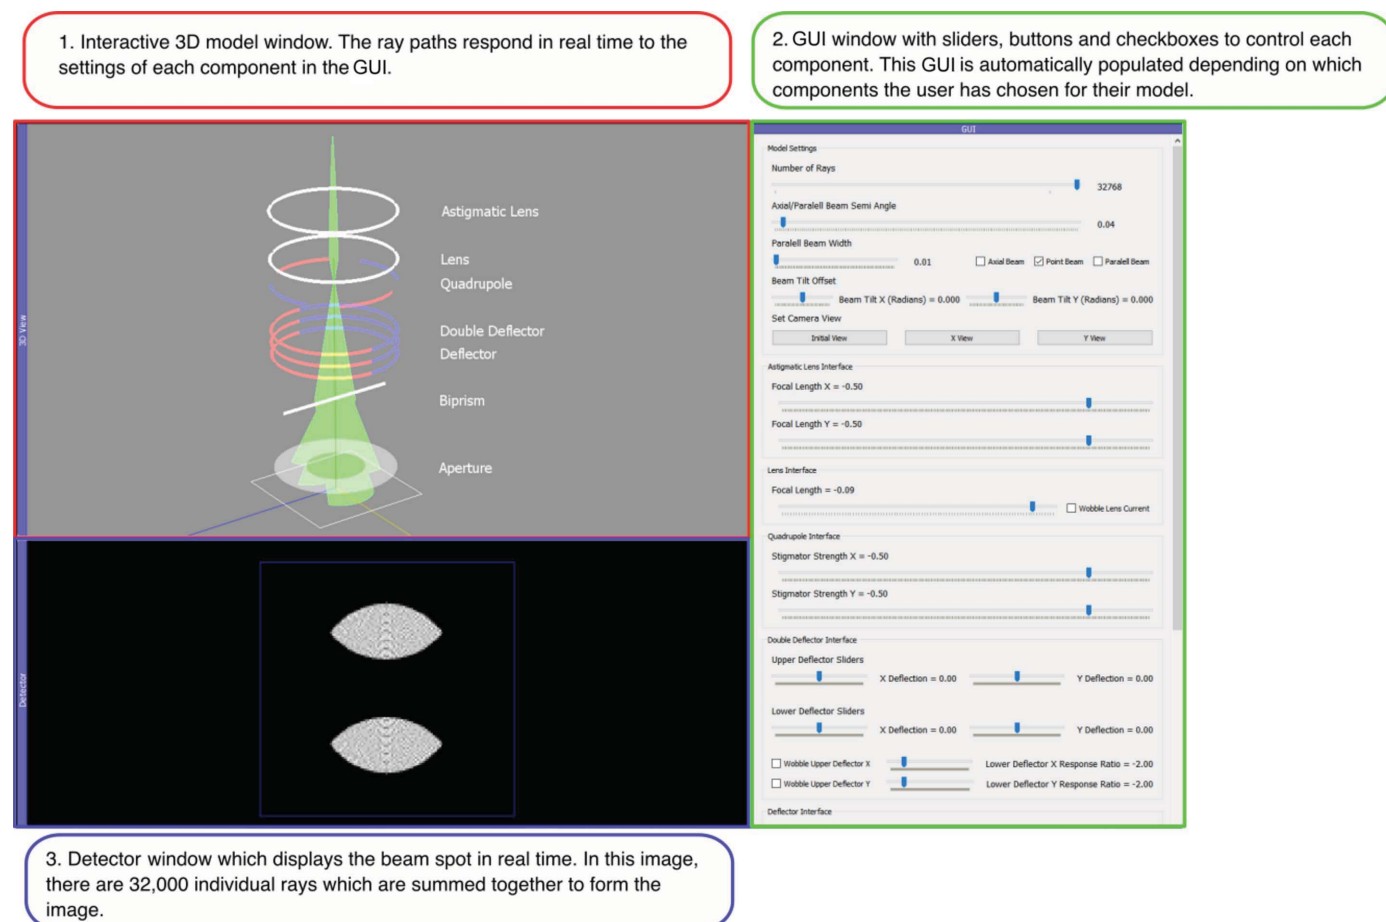 1. Interactive 3D model window. The ray paths respond in real time to the
settings of each component in the GUI.
2. GUI window with sliders, buttons and checkboxes to control each
component. This GUI is automatically populated depending on which
components the user has chosen for their model.
3D View
Astigmatic Lens
Lens
Quadrupole
Double Deflector
Deflector
Biprism
Aperture
GUI
Model Settings
Number of Rays
32768
Axial/Paralell Beam Semi Angle
0.04
Paralell Beam Width
0.01 Axial Beam Point Beam Paralell Beam
Beam Tilt Offset
Beam Tilt X (Radians) = 0.000 Beam Tilt Y (Radians) = 0.000
Set Camera View
Initial View X View Y View
Astigmatic Lens Interface
Focal Length X = -0.50
Focal Length Y = -0.50
Lens Interface
Focal Length = -0.09
Wobble Lens Current
Quadrupole Interface
Stigmator Strength X = -0.50
Stigmator Strength Y = -0.50
Double Deflector Interface
Upper Deflector Sliders
X Deflection = 0.00 Y Deflection = 0.00
Lower Deflector Sliders
X Deflection = 0.00 Y Deflection = 0.00
Wobble Upper Deflector X Lower Deflector X Response Ratio = -2.00
Wobble Upper Deflector Y Lower Deflector Y Response Ratio = -2.00
Deflector Interface
Detector
3. Detector window which displays the beam spot in real time. In this image,
there are 32,000 individual rays which are summed together to form the
image.